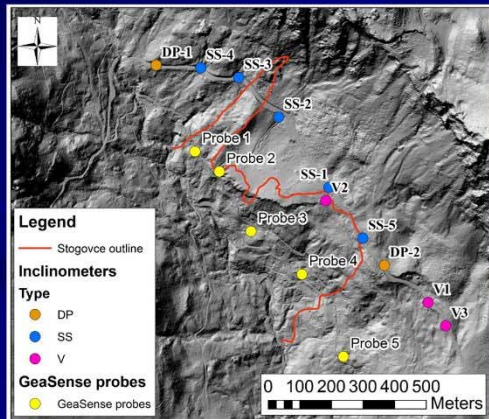 N
DP-1
SS-4
SS-3
SS-2
Probe 1
Probe 2
SS-1
V2
Probe 3
SS-5
DP-2
Probe 4
V1
V3
Probe 5
Legend
Stogovce outline
Inclinometers
Type
DP
SS
V
GeaSense probes
GeaSense probes
0 100 200 300 400 500
Meters